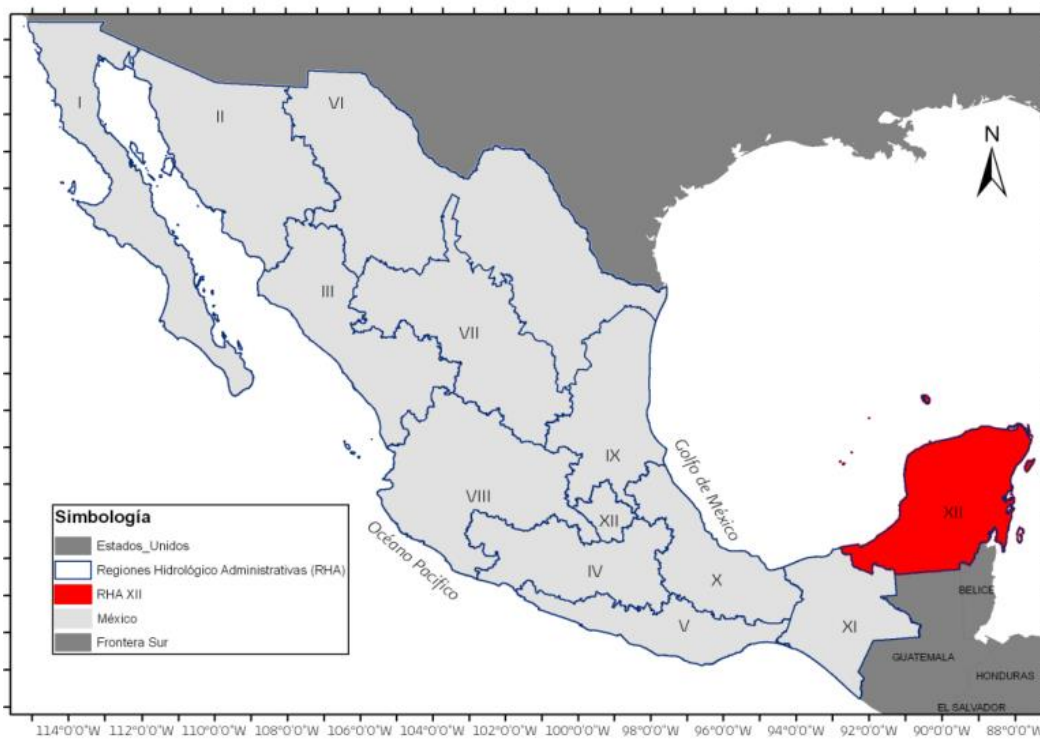 I
II
VI
N
III
VII
IX
Golfo de México
VIII
XII
XII
Océano Pacífico
IV
X
V
XI
BELICE
GUATEMALA
HONDURAS
EL SALVADOR
Simbología
Estados_Unidos
Regiones Hidrológico Administrativas (RHA)
RHA XII
México
Frontera Sur
114°0'0"W 112°0'0"W 110°0'0"W 108°0'0"W 106°0'0"W 104°0'0"W 102°0'0"W 100°0'0"W 98°0'0"W 96°0'0"W 94°0'0"W 92°0'0"W 90°0'0"W 88°0'0"W